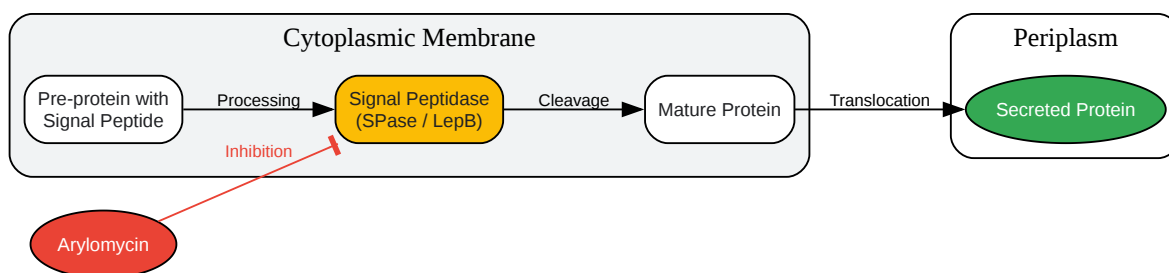 Cytoplasmic Membrane
Periplasm
Pre-protein with
Signal Peptide
Processing
Signal Peptidase
(SPase / LepB)
Cleavage
Mature Protein
Translocation
Secreted Protein
Inhibition
Arylomycin